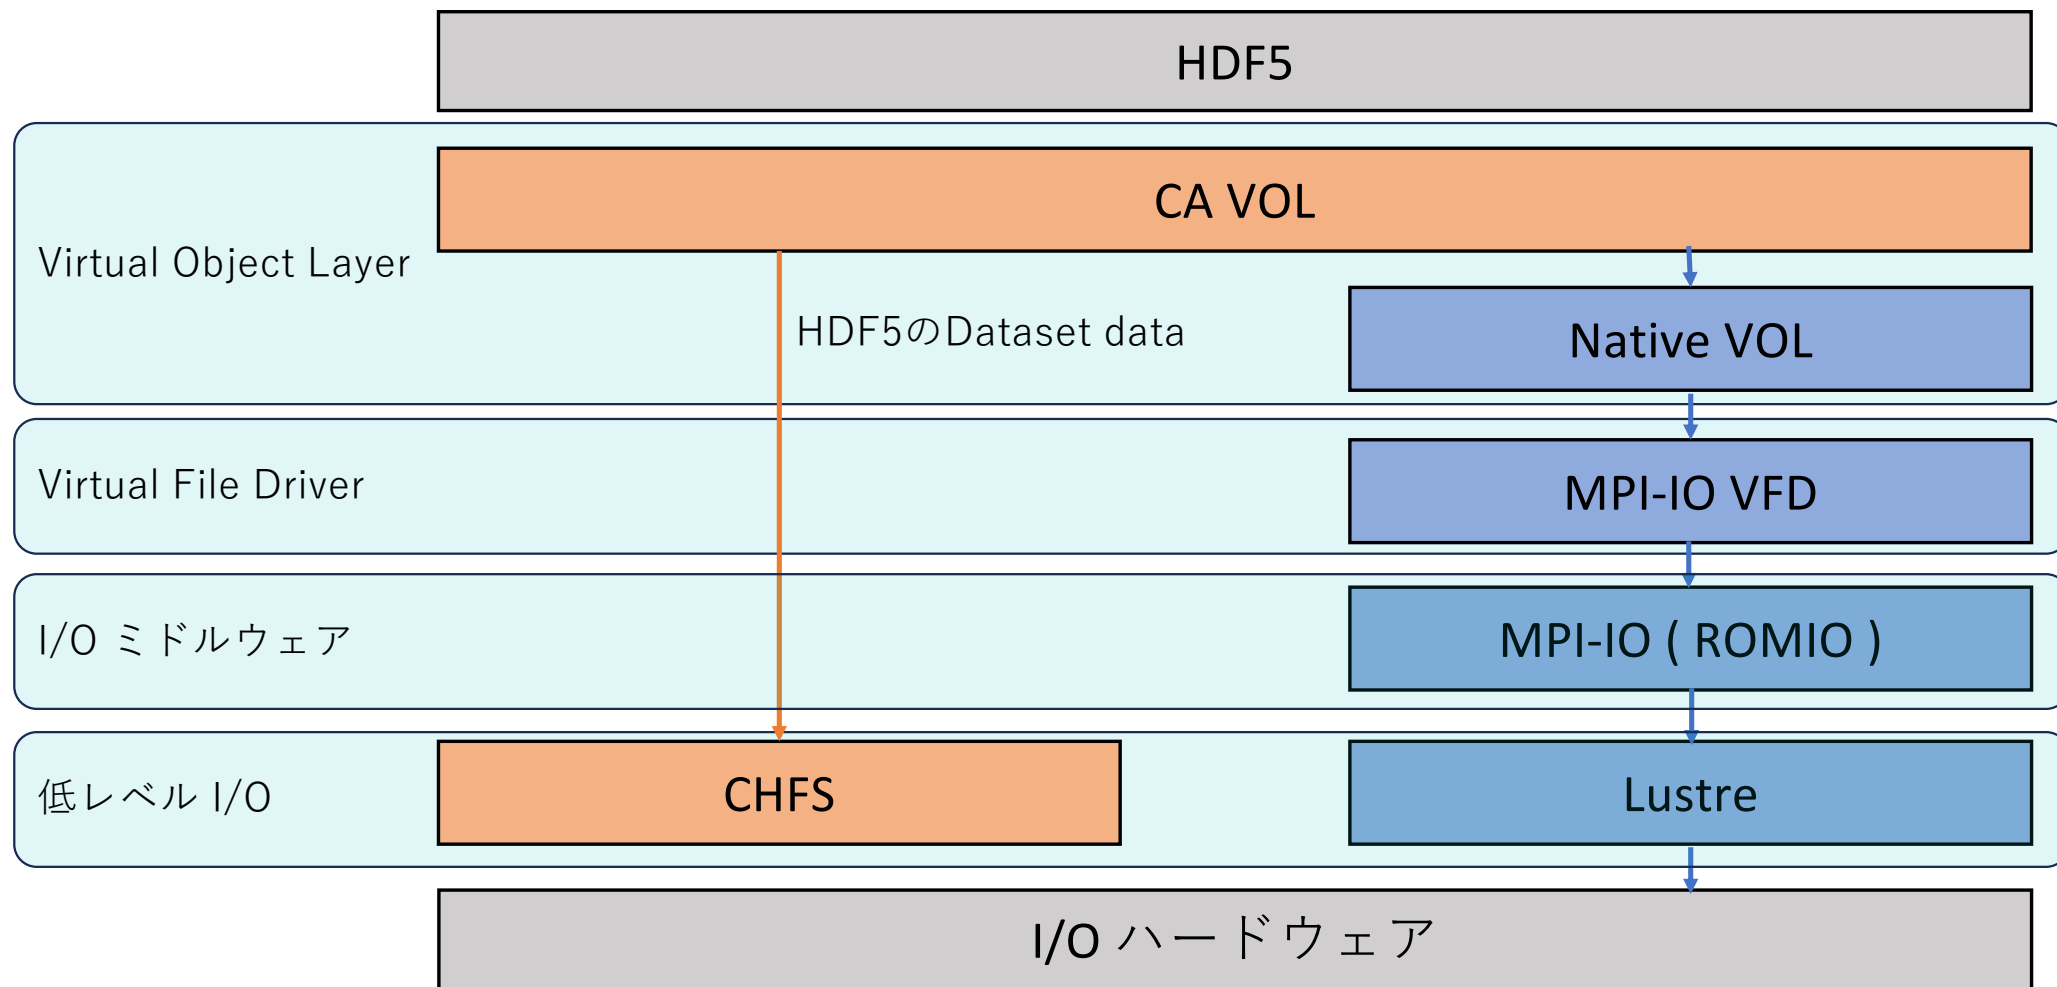 HDF5
CA VOL
Virtual Object Layer
HDF5のDataset data
Native VOL
Virtual File Driver
MPI-IO VFD
I/O ミドルウェア
MPI-IO ( ROMIO )
低レベル I/O
CHFS
Lustre
I/O ハードウェア